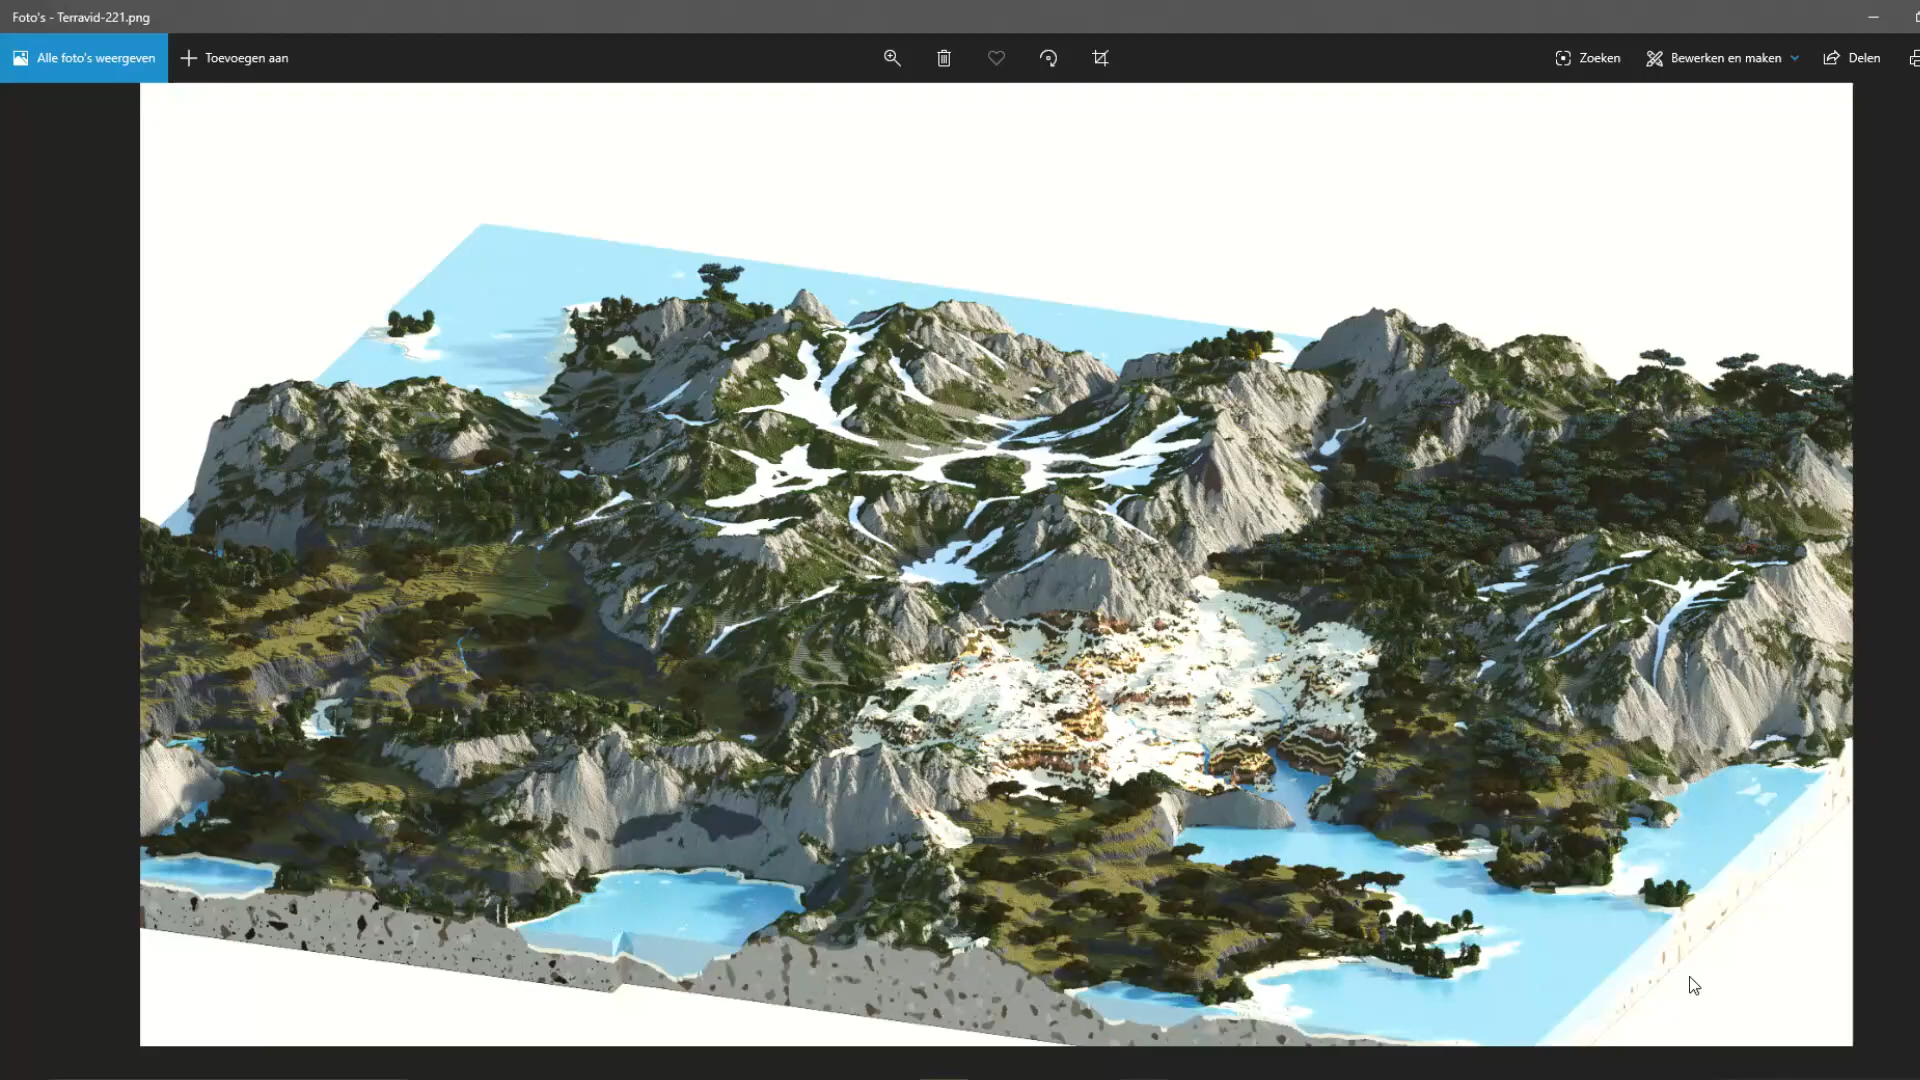 Foto's - Terravid-221.png
Alle foto's weergeven
Toevoegen aan
Zoeken
Bewerken en maken
Delen